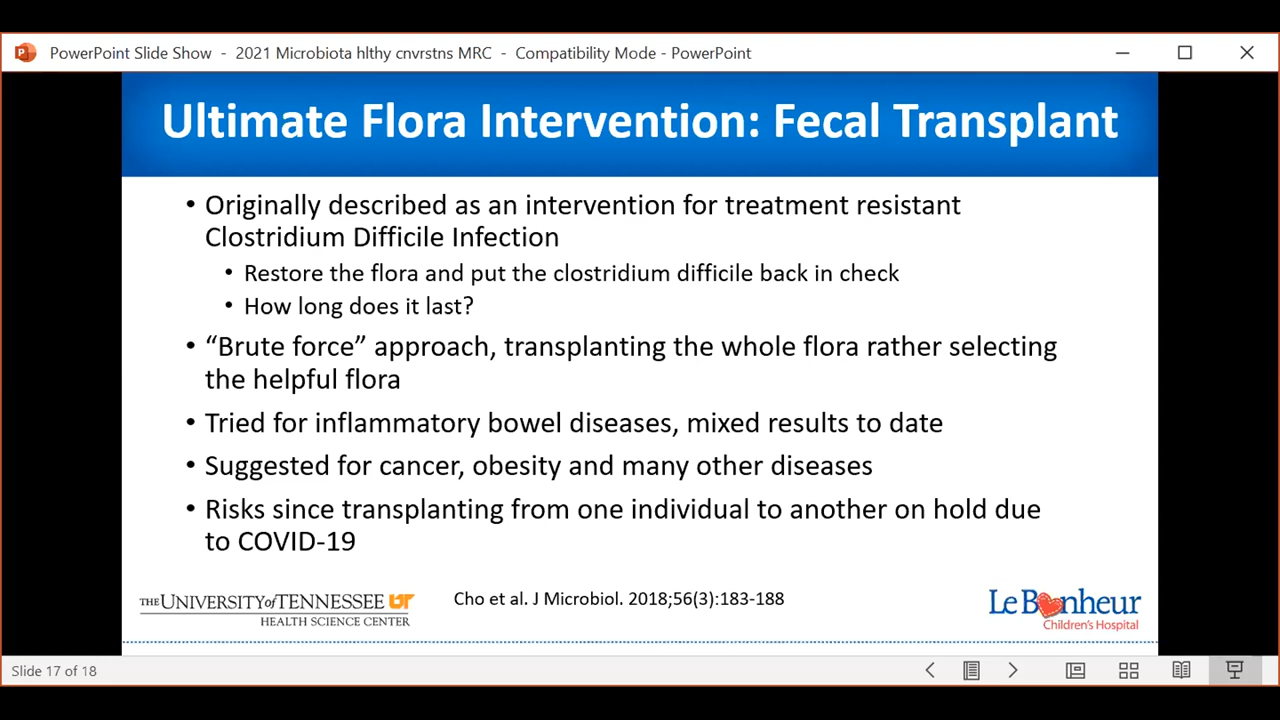 PowerPoint Slide Show - 2021 Microbiota hlthy cnvrstns MRC - Compatibility Mode - PowerPoint
Ultimate Flora Intervention: Fecal Transplant
• Originally described as an intervention for treatment resistant
Clostridium Difficile Infection
• Restore the flora and put the clostridium difficile back in check
• How long does it last?
• “Brute force” approach, transplanting the whole flora rather selecting
the helpful flora
• Tried for inflammatory bowel diseases, mixed results to date
• Suggested for cancer, obesity and many other diseases
• Risks since transplanting from one individual to another on hold due
to COVID-19
THE UNIVERSITY of TENNESSEE UT
HEALTH SCIENCE CENTER
Cho et al. J Microbiol. 2018;56(3):183-188
Le Bonheur
Children's Hospital
Slide 17 of 18